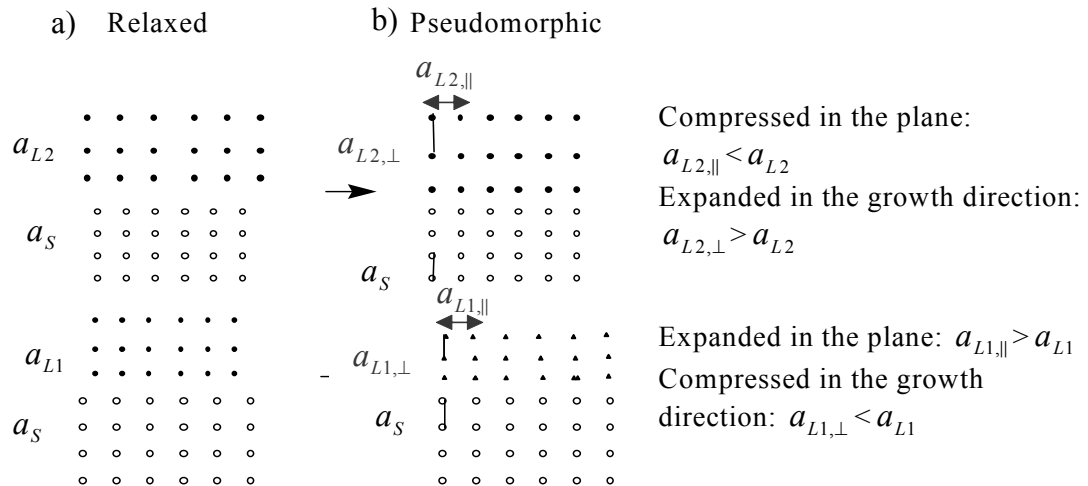 a) Relaxed
b) Pseudomorphic
a_{L2,||}
a_{L2}
a_{L2,⊥}
a_S
a_S
Compressed in the plane:
a_{L2,||} < a_{L2}
Expanded in the growth direction:
a_{L2,⊥} > a_{L2}
a_{L1,||}
a_{L1}
a_{L1,⊥}
a_S
a_S
Expanded in the plane: a_{L1,||} > a_{L1}
Compressed in the growth
direction: a_{L1,⊥} < a_{L1}